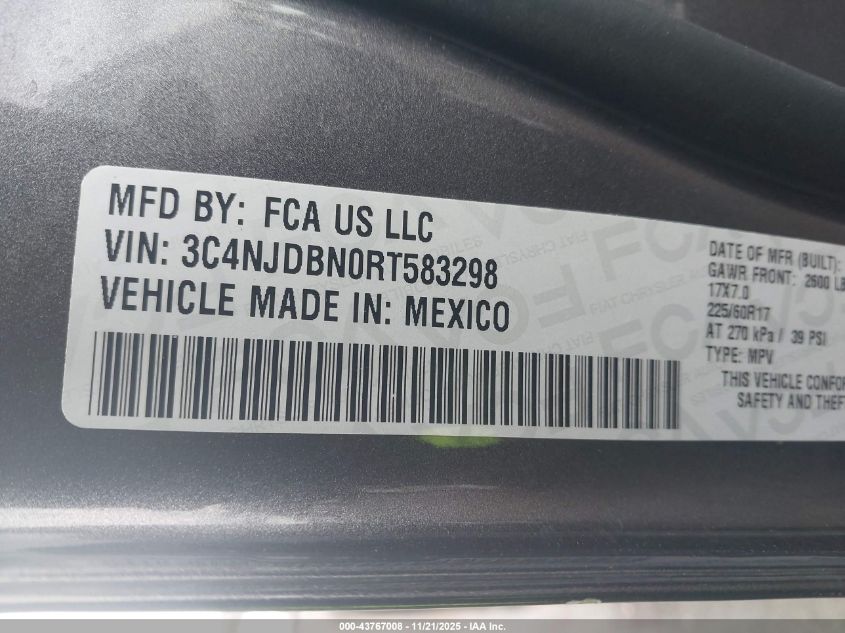 MFD BY: FCA US LLC
VIN: 3C4NJDBN0RT583298
VEHICLE MADE IN: MEXICO
DATE OF MFR (BUILT):
GAWR FRONT: 2600 LB
17X7.0
225/60R17
AT 270 kPa / 39 PSI
TYPE: MPV
THIS VEHICLE CONFOR
SAFETY AND THEFT
000-43767008 - 11/21/2025 - IAA Inc.